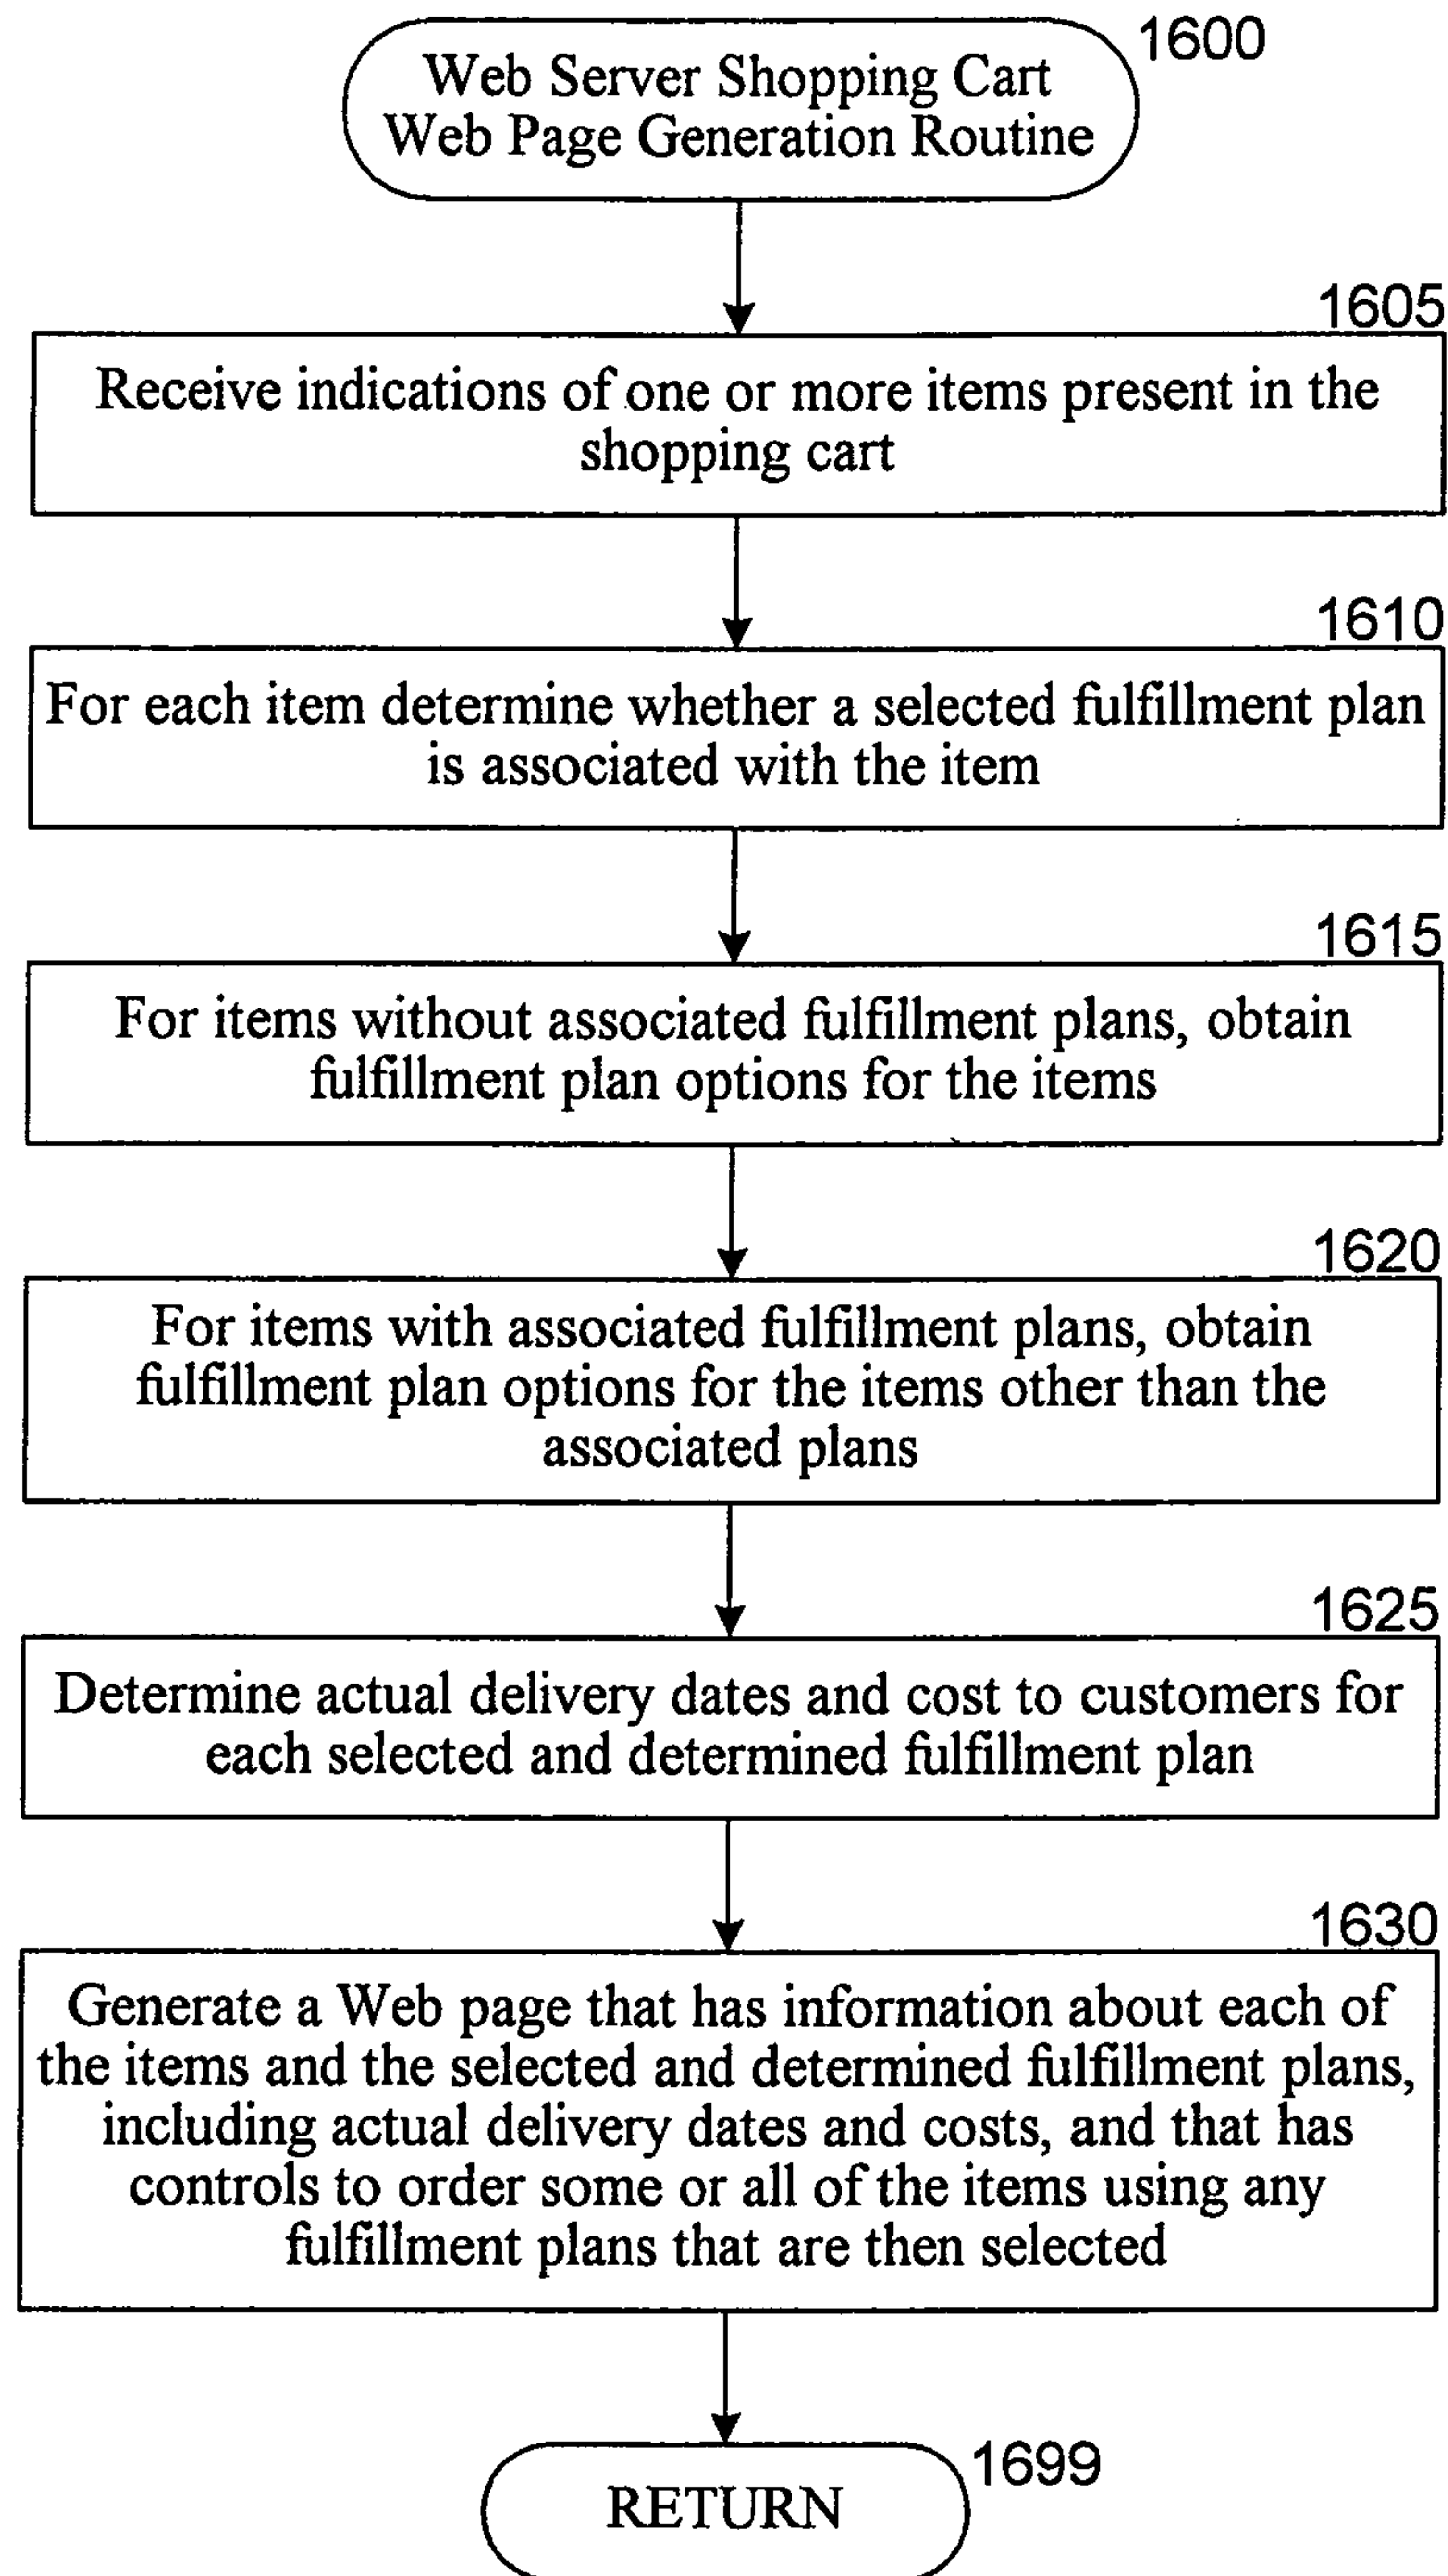 1600
Web Server Shopping Cart
Web Page Generation Routine
1605
Receive indications of one or more items present in the
shopping cart
1610
For each item determine whether a selected fulfillment plan
is associated with the item
1615
For items without associated fulfillment plans, obtain
fulfillment plan options for the items
1620
For items with associated fulfillment plans, obtain
fulfillment plan options for the items other than the
associated plans
1625
Determine actual delivery dates and cost to customers for
each selected and determined fulfillment plan
1630
Generate a Web page that has information about each of
the items and the selected and determined fulfillment plans,
including actual delivery dates and costs, and that has
controls to order some or all of the items using any
fulfillment plans that are then selected
1699
RETURN